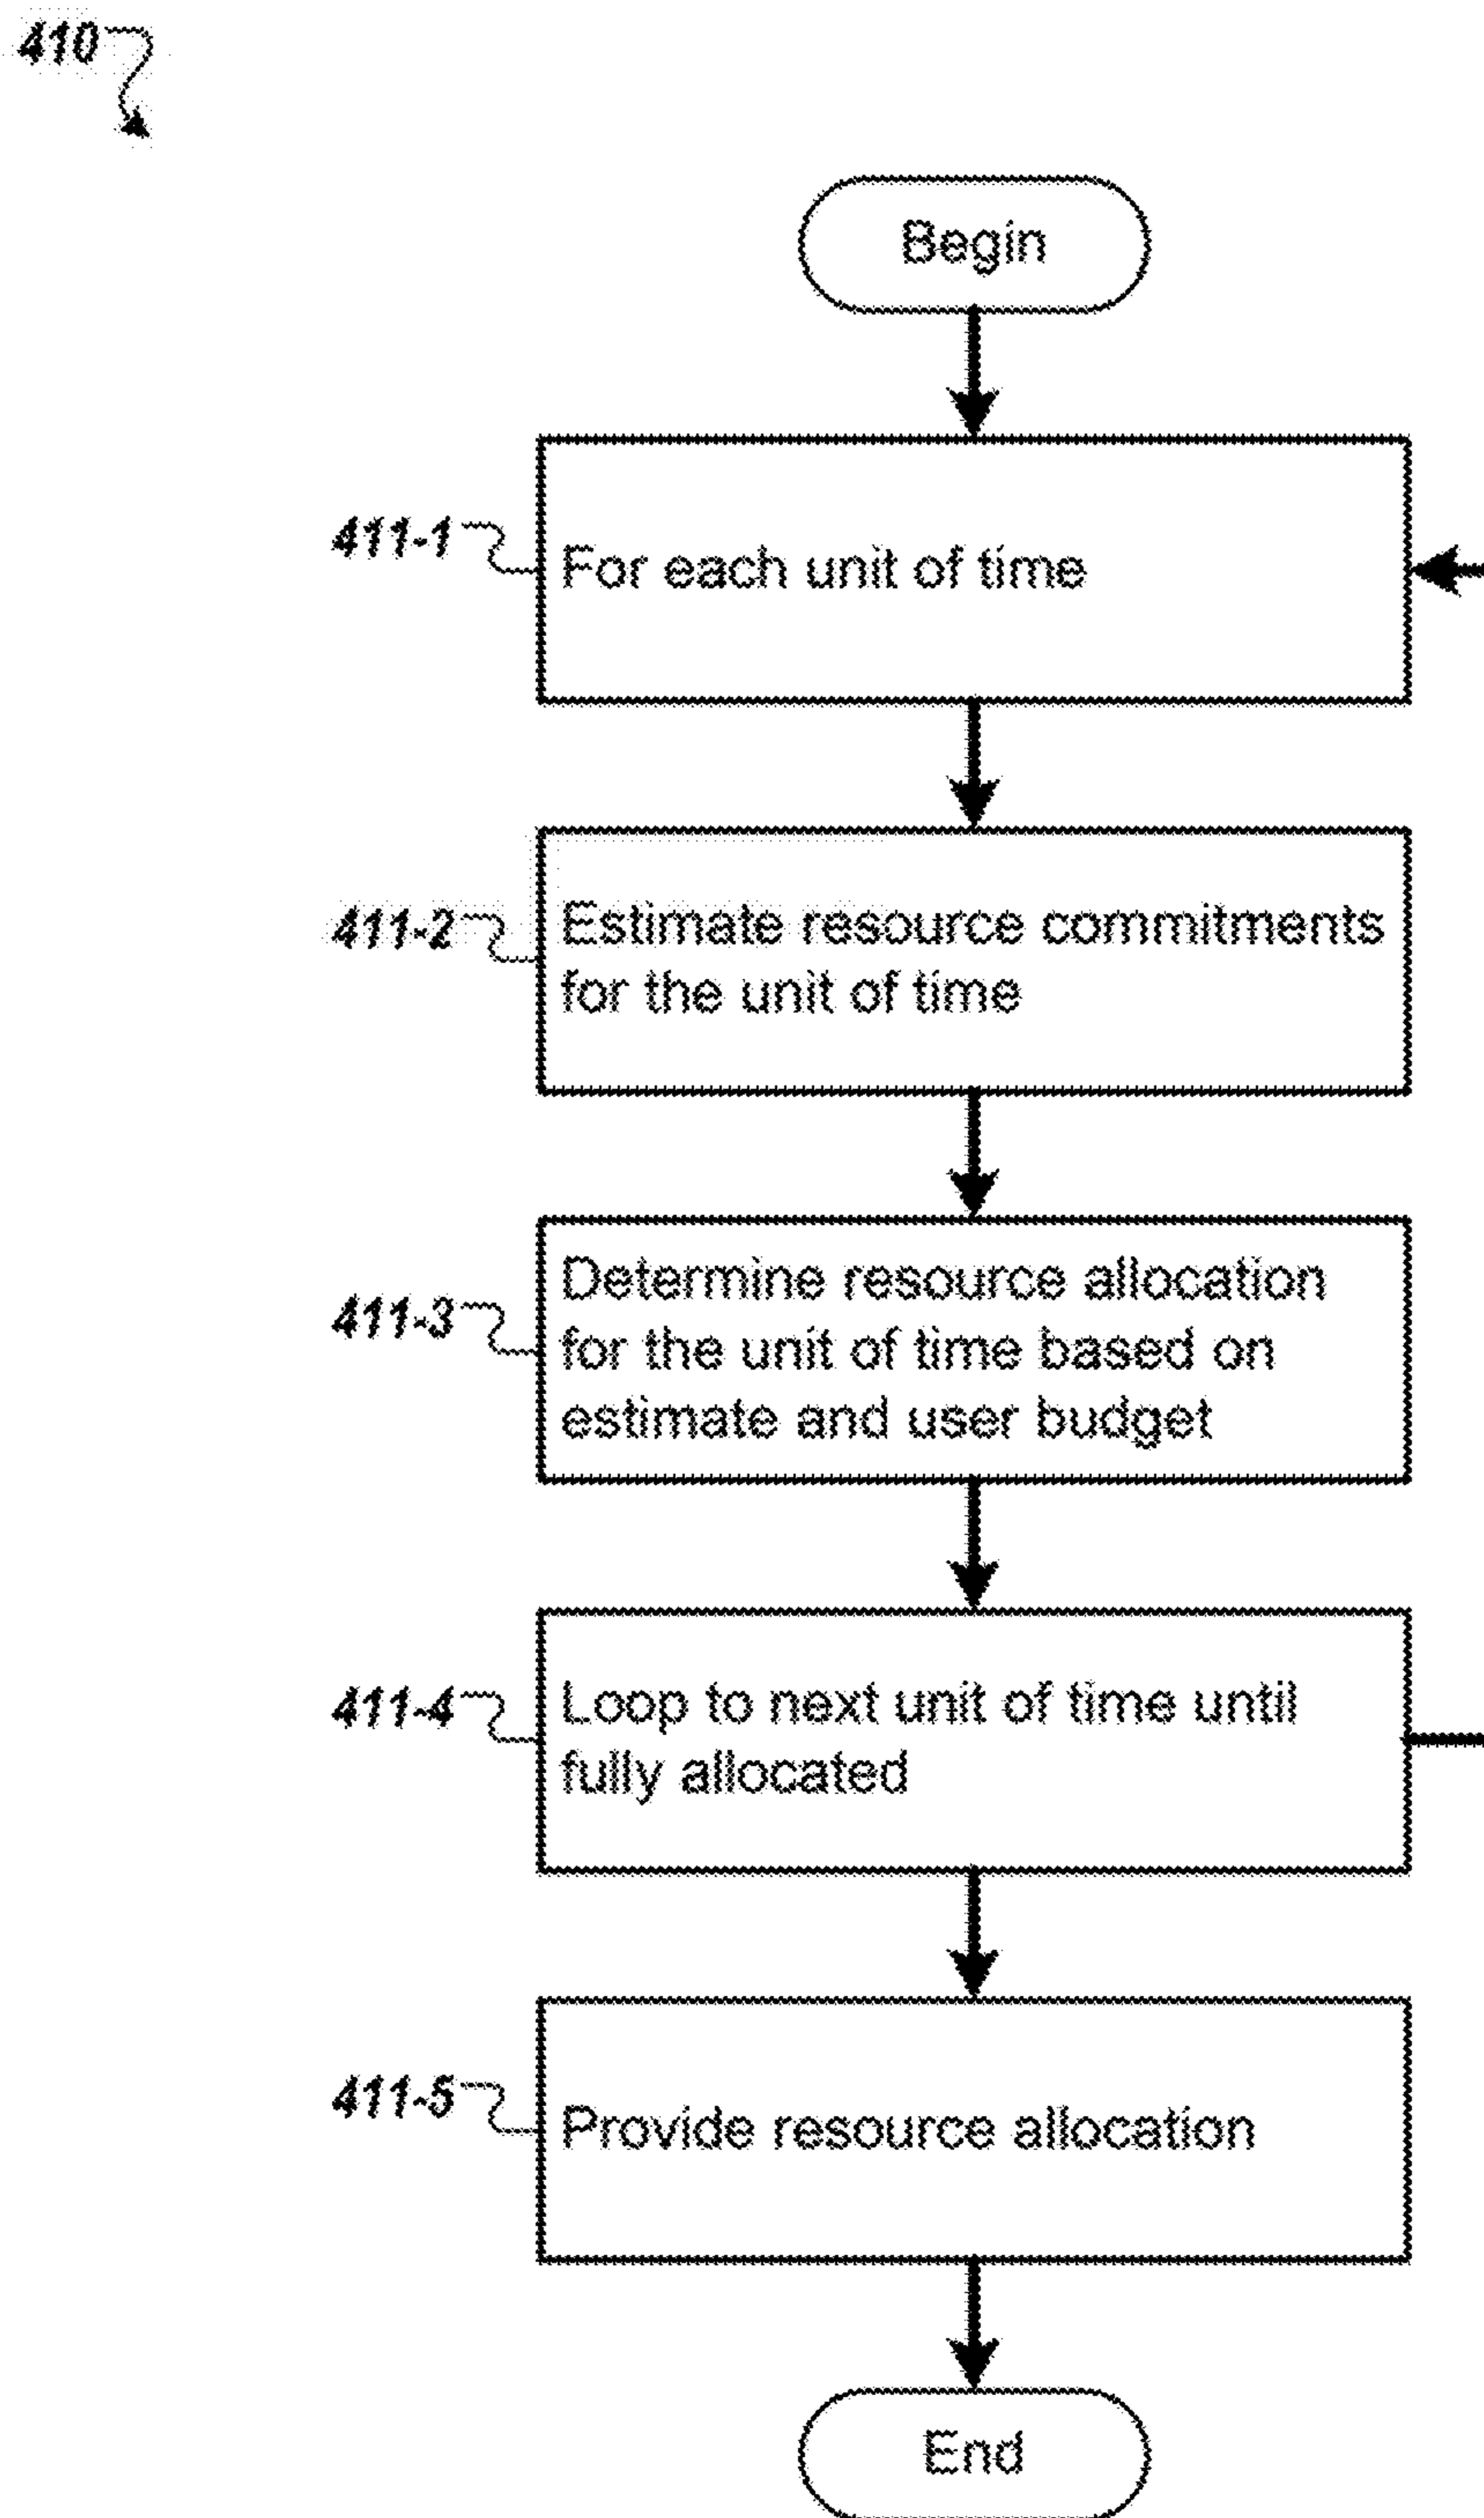 410
Begin
411-1
For each unit of time
411-2
Estimate resource commitments
for the unit of time
411-3
Determine resource allocation
for the unit of time based on
estimate and user budget
411-4
Loop to next unit of time until
fully allocated
411-5
Provide resource allocation
End